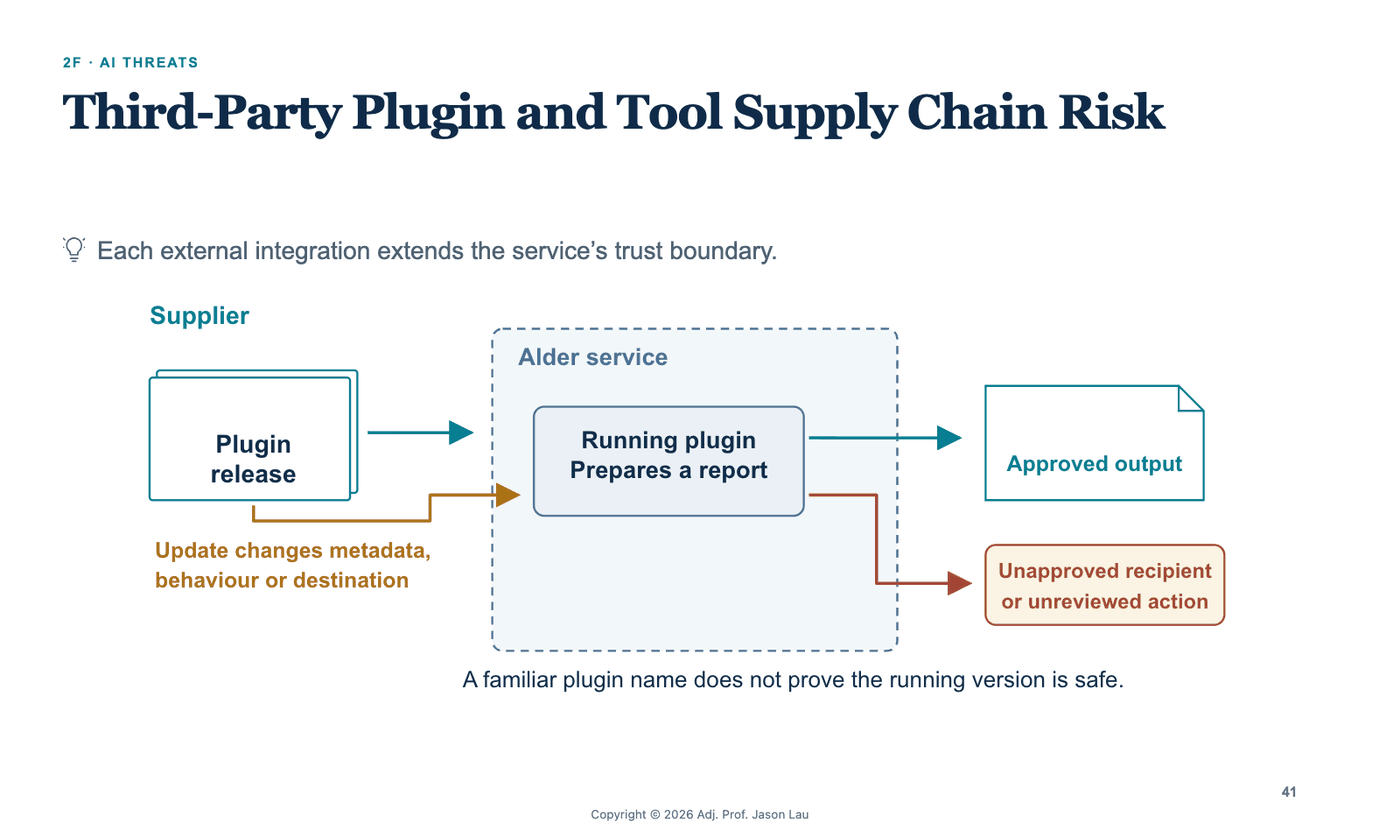 2F · AI THREATS
Third-Party Plugin and Tool Supply Chain Risk
Each external integration extends the service’s trust boundary.
Supplier
Alder service
Plugin
release
Running plugin
Prepares a report
Approved output
Update changes metadata,
behaviour or destination
Unapproved recipient
or unreviewed action
A familiar plugin name does not prove the running version is safe.
41
Copyright © 2026 Adj. Prof. Jason Lau